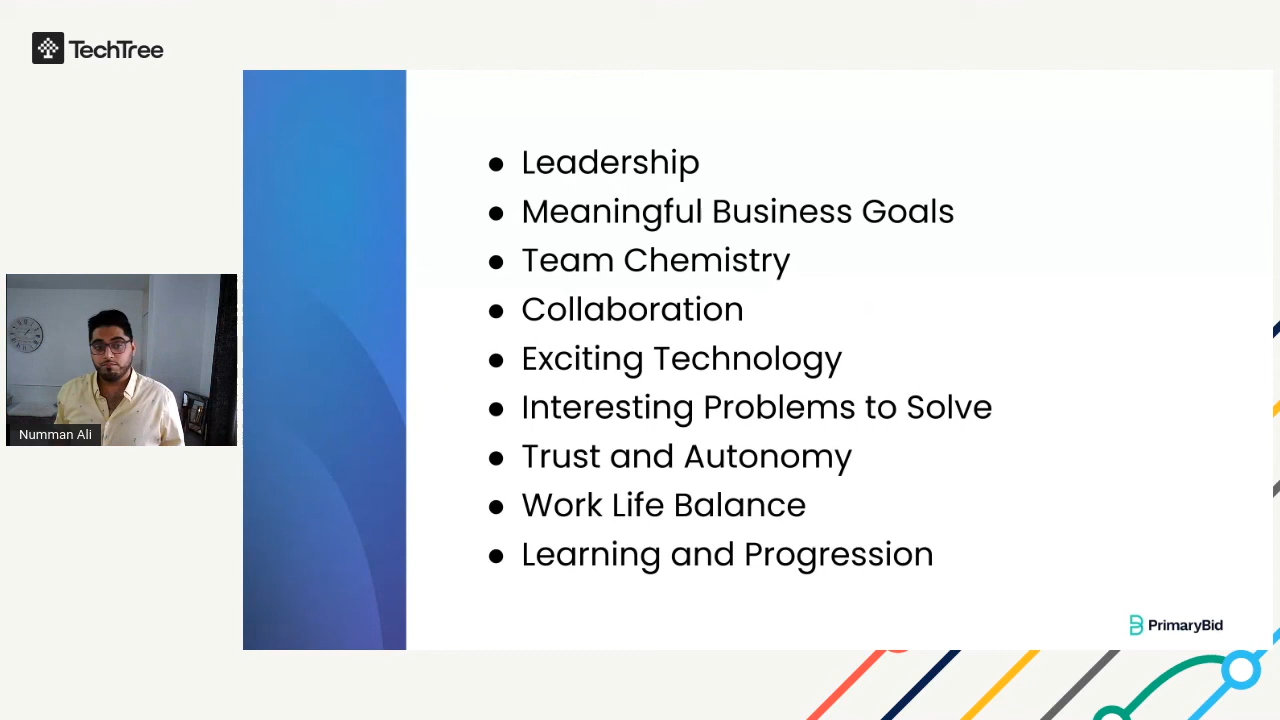 TechTree
Leadership
Meaningful Business Goals
Team Chemistry
Collaboration
Exciting Technology
Interesting Problems to Solve
Trust and Autonomy
Work Life Balance
Learning and Progression
Numman Ali
PrimaryBid